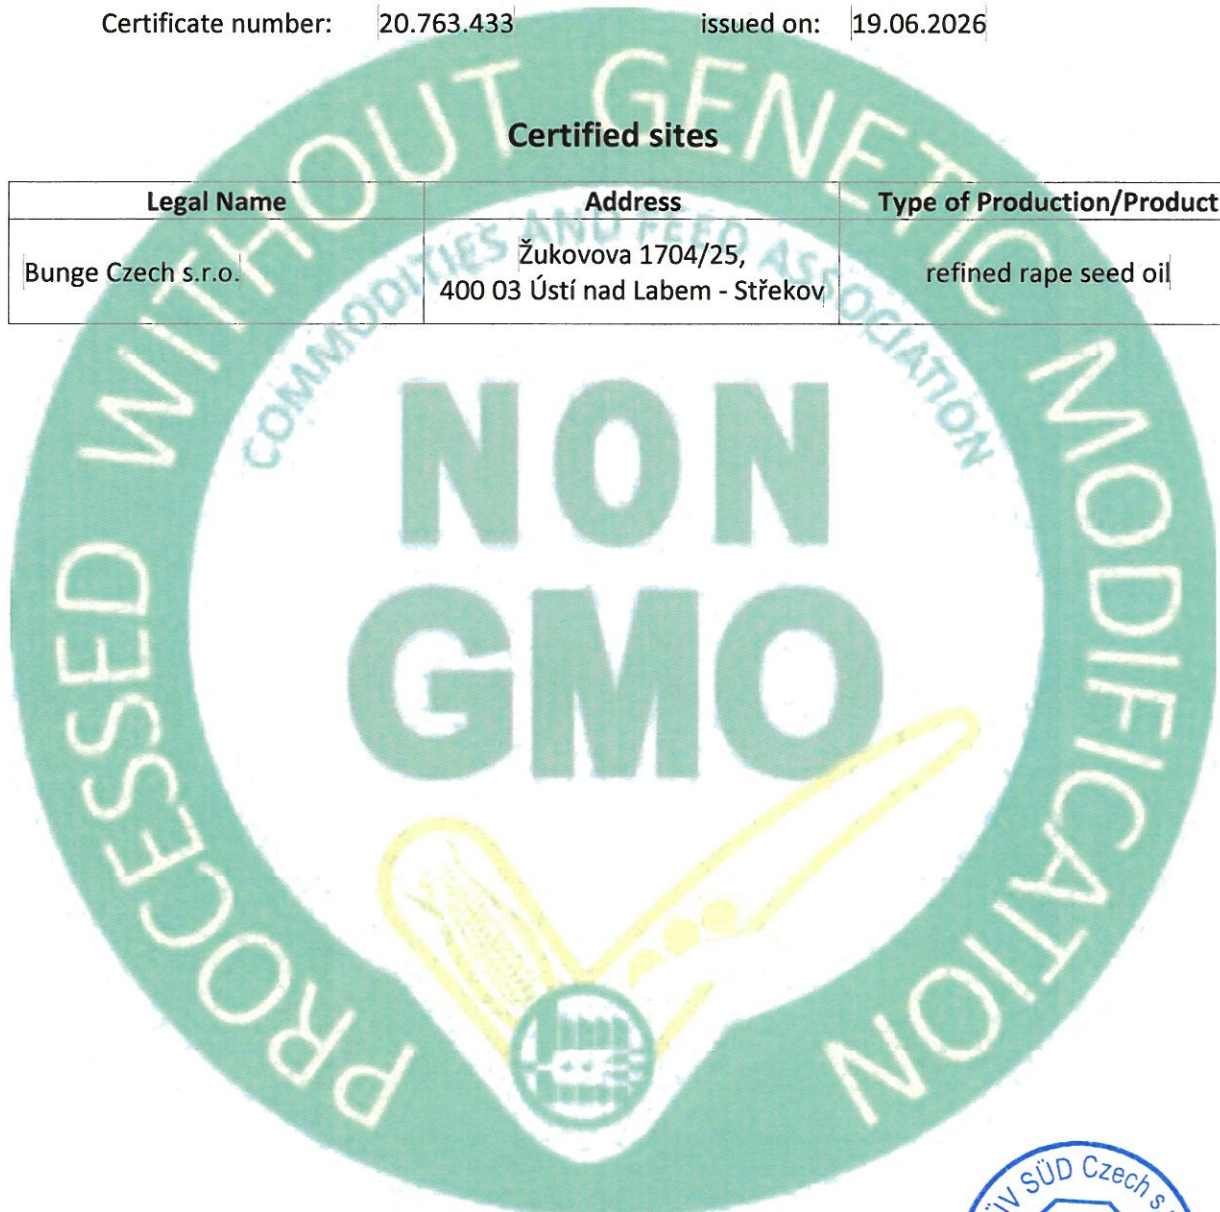 Certificate number: 20.763.433 issued on: 19.06.2026
Certified sites
Legal Name Address Type of Production/Product
Bunge Czech s.r.o. Žukovova 1704/25, refined rape seed oil
400 03 Ústí nad Labem - Střekov
PROCESSED WITHOUT GENETIC MODIFICATION
COMMODITIES AND FEED ASSOCIATION
NON
GMO
SÜD Czech s